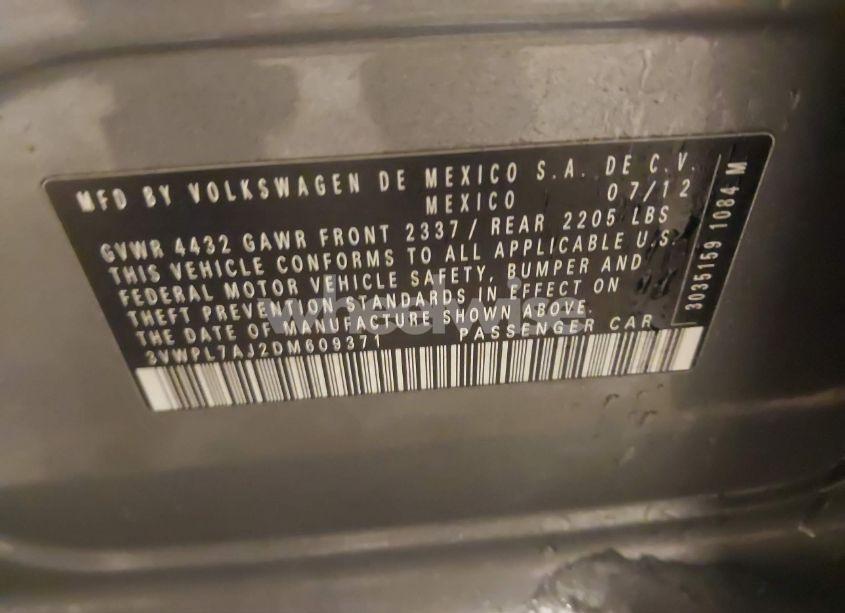 MFD BY VOLKSWAGEN DE MEXICO S.A. DE C.V.
MEXICO 07/12
GVWR 4432 GAWR FRONT 2337/ REAR 2205 LBS
THIS VEHICLE CONFORMS TO ALL APPLICABLE U.S.
FEDERAL MOTOR VEHICLE SAFETY, BUMPER AND
THEFT PREVENTION STANDARDS IN EFFECT ON
THE DATE OF MANUFACTURE SHOWN ABOVE.
3VWPL7AJ2DM609371 PASSENGER CAR
3035159 1084 M
wheelwise